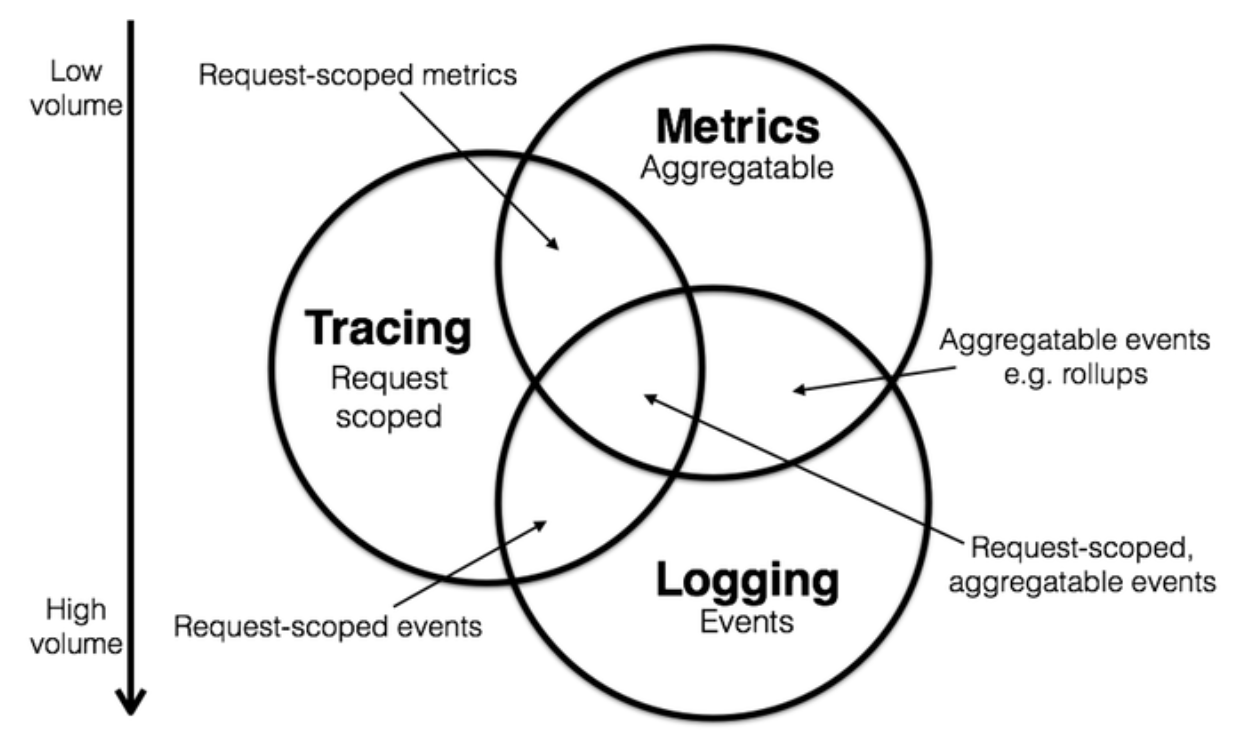 Low
volume
Request-scoped metrics
Metrics
Aggregatable
Tracing
Request
scoped
Aggregatable events
e.g. rollups
Request-scoped,
aggregatable events
Logging
Events
Request-scoped events
High
volume